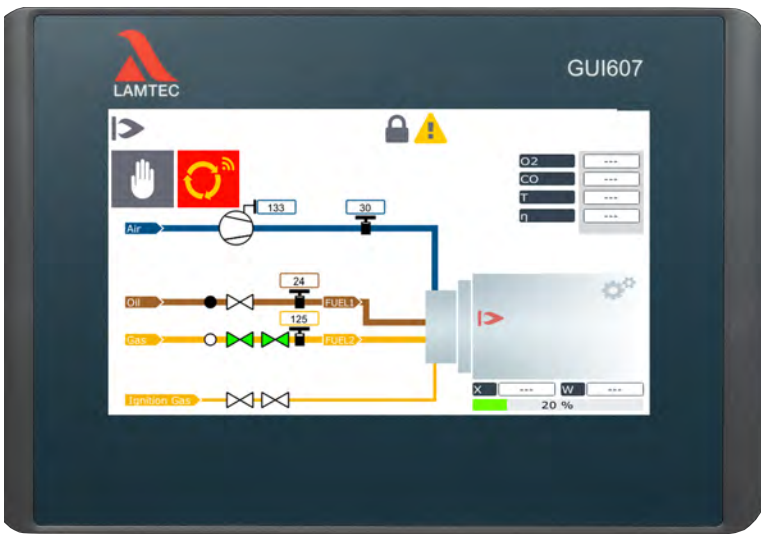 LAMTEC
GUI607
O2 ---
CO ---
T ---
η ---
133
30
Air
24
Oil
FUEL1
125
Gas
FUEL2
X --- W ---
Ignition Gas
20 %